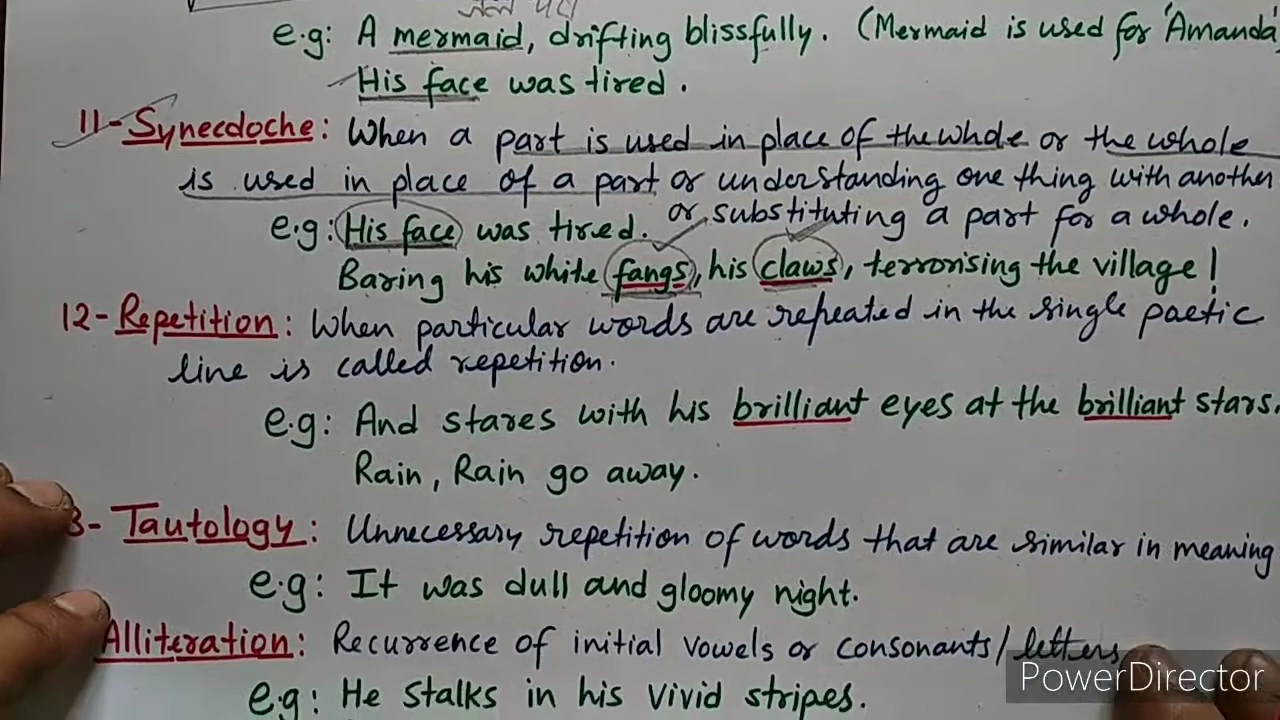 e.g: A mermaid, drifting blissfully. (Mermaid is used for 'Amanda'
His face was tired.
11- Synecdoche: When a part is used in place of the whole or the whole
is used in place of a part or understanding one thing with another
or substituting a part for a whole.
e.g: His face was tired.
Baring his white fangs, his claws, terrorising the village!
12- Repetition: When particular words are repeated in the single poetic
line is called repetition.
e.g: And stares with his brilliant eyes at the brilliant stars.
Rain, Rain go away.
3- Tautology: Unnecessary repetition of words that are similar in meaning
e.g: It was dull and gloomy night.
Alliteration: Recurrence of initial vowels or consonants/letters
e.g: He stalks in his vivid stripes.
PowerDirector